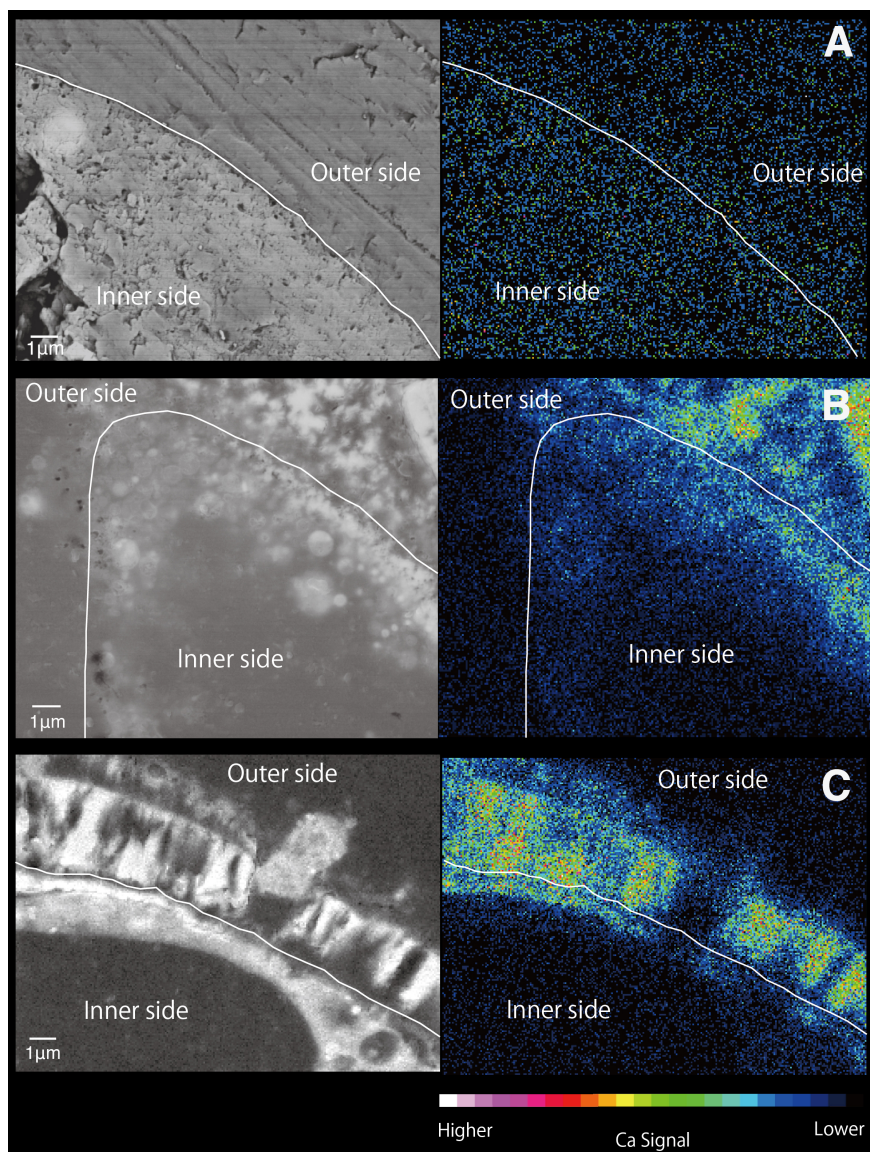 A
Outer side
Outer side
Inner side
Inner side
1μm
Outer side
Outer side
B
Inner side
Inner side
1μm
Outer side
Outer side
C
Inner side
Inner side
1μm
Higher
Ca Signal
Lower